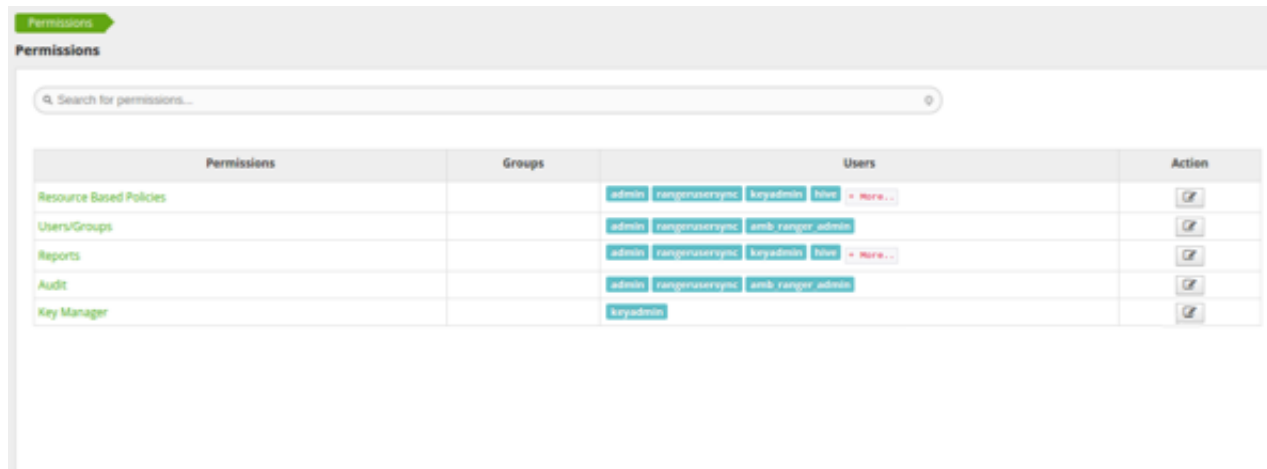 Permissions
Permissions
Search for permissions...
Permissions Groups Users Action
Resource Based Policies admin rangerusersync keyadmin hive + More..
Users/Groups admin rangerusersync amb_ranger_admin
Reports admin rangerusersync keyadmin hive + More..
Audit admin rangerusersync amb_ranger_admin
Key Manager keyadmin